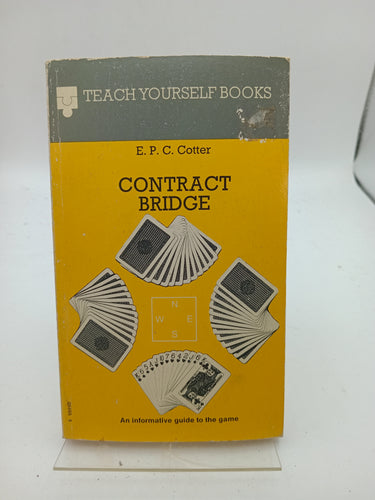 TEACH YOURSELF BOOKS
E. P. C. Cotter
CONTRACT
BRIDGE
N
W E
S
An informative guide to the game